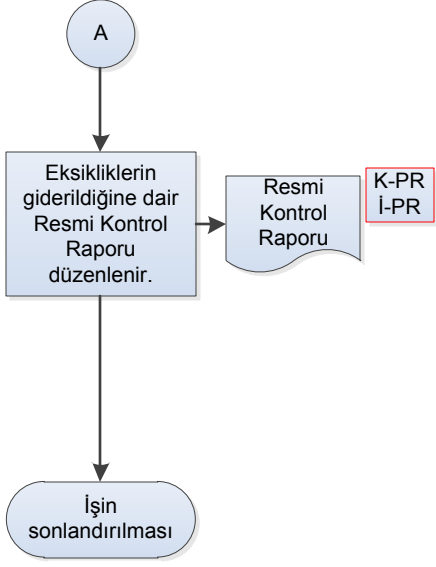 A
Eksikliklerin
giderildiğine dair
Resmi Kontrol
Raporu
düzenlenir.
Resmi
Kontrol
Raporu
K-PR
İ-PR
İşin
sonlandırılması